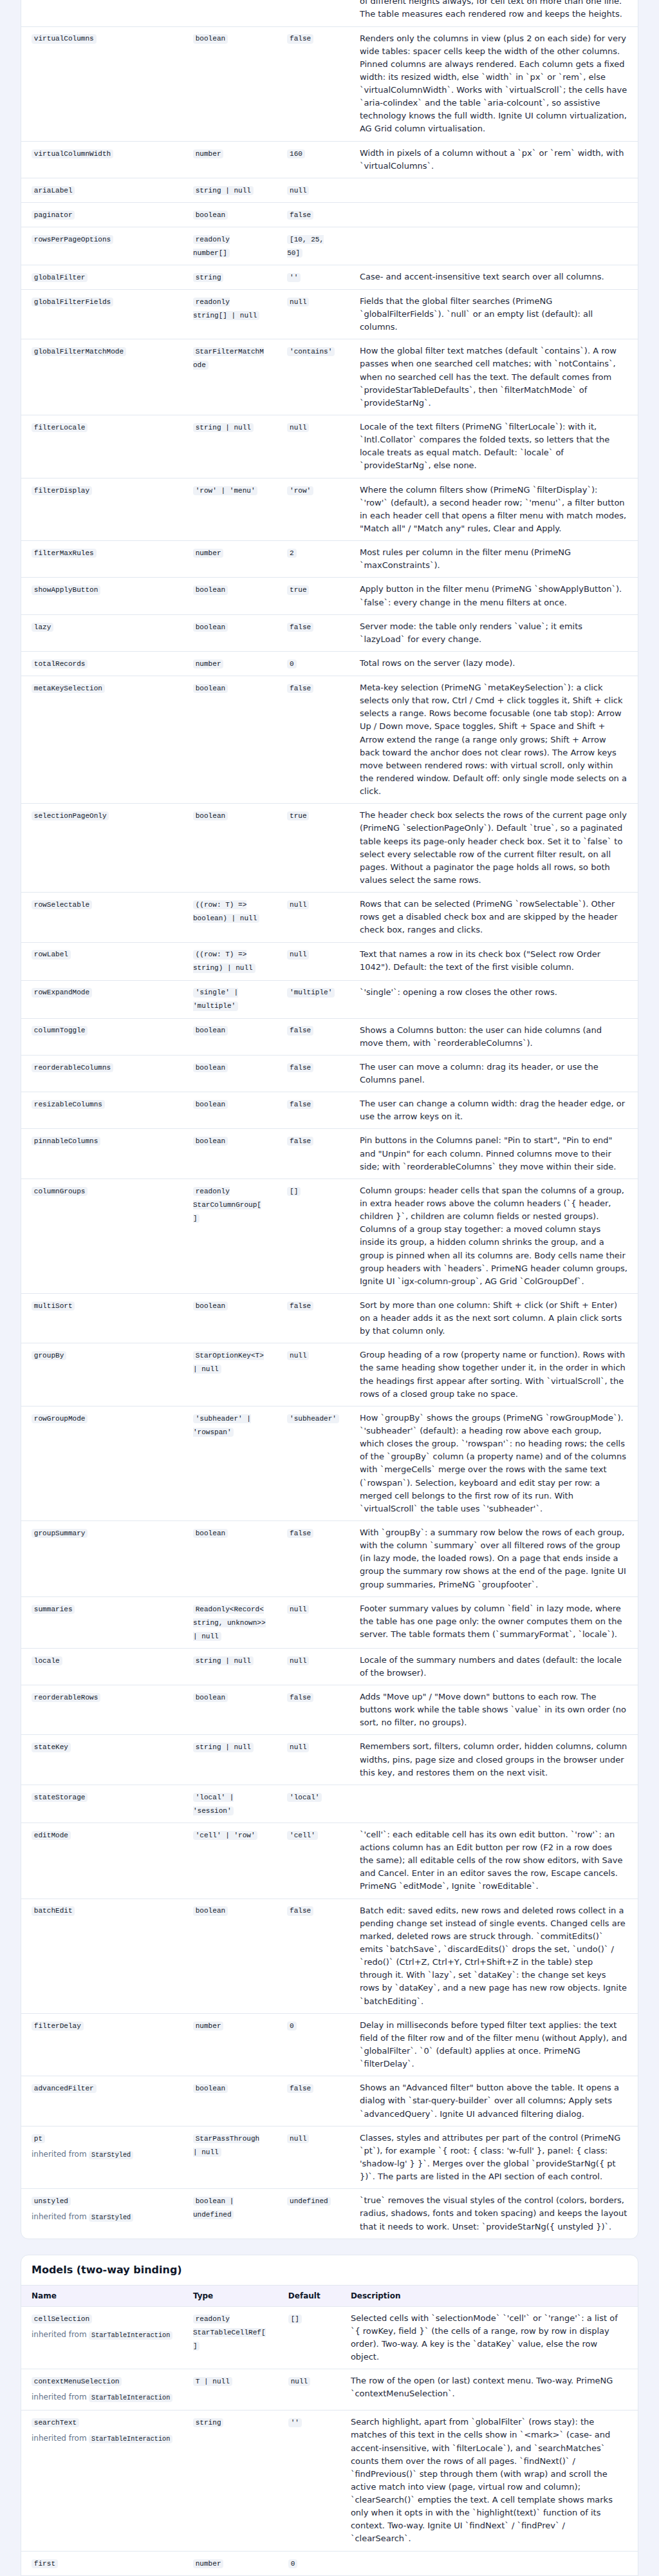 of different heights always, for cell text on more than one line.
The table measures each rendered row and keeps the heights.
virtualColumns boolean false Renders only the columns in view (plus 2 on each side) for very
wide tables: spacer cells keep the width of the other columns.
Pinned columns are always rendered. Each column gets a fixed
width: its resized width, else `width` in `px` or `rem`, else
`virtualColumnWidth`. Works with `virtualScroll`; the cells have
`aria-colindex` and the table `aria-colcount`, so assistive
technology knows the full width. Ignite UI column virtualization,
AG Grid column virtualisation.
virtualColumnWidth number 160 Width in pixels of a column without a `px` or `rem` width, with
`virtualColumns`.
ariaLabel string | null null
paginator boolean false
rowsPerPageOptions readonly [10, 25,
number[] 50]
globalFilter string '' Case- and accent-insensitive text search over all columns.
globalFilterFields readonly null Fields that the global filter searches (PrimeNG
string[] | null `globalFilterFields`). `null` or an empty list (default): all
columns.
globalFilterMatchMode StarFilterMatchM 'contains' How the global filter text matches (default `contains`). A row
ode passes when one searched cell matches; with `notContains`,
when no searched cell has the text. The default comes from
`provideStarTableDefaults`, then `filterMatchMode` of
`provideStarNg`.
filterLocale string | null null Locale of the text filters (PrimeNG `filterLocale`): with it,
`Intl.Collator` compares the folded texts, so letters that the
locale treats as equal match. Default: `locale` of
`provideStarNg`, else none.
filterDisplay 'row' | 'menu' 'row' Where the column filters show (PrimeNG `filterDisplay`):
`'row'` (default), a second header row; `'menu'`, a filter button
in each header cell that opens a filter menu with match modes,
"Match all" / "Match any" rules, Clear and Apply.
filterMaxRules number 2 Most rules per column in the filter menu (PrimeNG
`maxConstraints`).
showApplyButton boolean true Apply button in the filter menu (PrimeNG `showApplyButton`).
`false`: every change in the menu filters at once.
lazy boolean false Server mode: the table only renders `value`; it emits
`lazyLoad` for every change.
totalRecords number 0 Total rows on the server (lazy mode).
metaKeySelection boolean false Meta-key selection (PrimeNG `metaKeySelection`): a click
selects only that row, Ctrl / Cmd + click toggles it, Shift + click
selects a range. Rows become focusable (one tab stop): Arrow
Up / Down move, Space toggles, Shift + Space and Shift +
Arrow extend the range (a range only grows; Shift + Arrow
back toward the anchor does not clear rows). The Arrow keys
move between rendered rows: with virtual scroll, only within
the rendered window. Default off: only single mode selects on a
click.
selectionPageOnly boolean true The header check box selects the rows of the current page only
(PrimeNG `selectionPageOnly`). Default `true`, so a paginated
table keeps its page-only header check box. Set it to `false` to
select every selectable row of the current filter result, on all
pages. Without a paginator the page holds all rows, so both
values select the same rows.
rowSelectable ((row: T) => null Rows that can be selected (PrimeNG `rowSelectable`). Other
boolean) | null rows get a disabled check box and are skipped by the header
check box, ranges and clicks.
rowLabel ((row: T) => null Text that names a row in its check box ("Select row Order
string) | null 1042"). Default: the text of the first visible column.
rowExpandMode 'single' | 'multiple' `'single'`: opening a row closes the other rows.
'multiple'
columnToggle boolean false Shows a Columns button: the user can hide columns (and
move them, with `reorderableColumns`).
reorderableColumns boolean false The user can move a column: drag its header, or use the
Columns panel.
resizableColumns boolean false The user can change a column width: drag the header edge, or
use the arrow keys on it.
pinnableColumns boolean false Pin buttons in the Columns panel: "Pin to start", "Pin to end"
and "Unpin" for each column. Pinned columns move to their
side; with `reorderableColumns` they move within their side.
columnGroups readonly [] Column groups: header cells that span the columns of a group,
StarColumnGroup[ in extra header rows above the column headers (`{ header,
] children }`, children are column fields or nested groups).
Columns of a group stay together: a moved column stays
inside its group, a hidden column shrinks the group, and a
group is pinned when all its columns are. Body cells name their
group headers with `headers`. PrimeNG header column groups,
Ignite UI `igx-column-group`, AG Grid `ColGroupDef`.
multiSort boolean false Sort by more than one column: Shift + click (or Shift + Enter)
on a header adds it as the next sort column. A plain click sorts
by that column only.
groupBy StarOptionKey<T> null Group heading of a row (property name or function). Rows with
| null the same heading show together under it, in the order in which
the headings first appear after sorting. With `virtualScroll`, the
rows of a closed group take no space.
rowGroupMode 'subheader' | 'subheader' How `groupBy` shows the groups (PrimeNG `rowGroupMode`).
'rowspan' `'subheader'` (default): a heading row above each group,
which closes the group. `'rowspan'`: no heading rows; the cells
of the `groupBy` column (a property name) and of the columns
with `mergeCells` merge over the rows with the same text
(`rowspan`). Selection, keyboard and edit stay per row: a
merged cell belongs to the first row of its run. With
`virtualScroll` the table uses `'subheader'`.
groupSummary boolean false With `groupBy`: a summary row below the rows of each group,
with the column `summary` over all filtered rows of the group
(in lazy mode, the loaded rows). On a page that ends inside a
group the summary row shows at the end of the page. Ignite UI
group summaries, PrimeNG `groupfooter`.
summaries Readonly<Record< null Footer summary values by column `field` in lazy mode, where
string, unknown>> the table has one page only: the owner computes them on the
| null server. The table formats them (`summaryFormat`, `locale`).
locale string | null null Locale of the summary numbers and dates (default: the locale
of the browser).
reorderableRows boolean false Adds "Move up" / "Move down" buttons to each row. The
buttons work while the table shows `value` in its own order (no
sort, no filter, no groups).
stateKey string | null null Remembers sort, filters, column order, hidden columns, column
widths, pins, page size and closed groups in the browser under
this key, and restores them on the next visit.
stateStorage 'local' | 'local'
'session'
editMode 'cell' | 'row' 'cell' `'cell'`: each editable cell has its own edit button. `'row'`: an
actions column has an Edit button per row (F2 in a row does
the same); all editable cells of the row show editors, with Save
and Cancel. Enter in an editor saves the row, Escape cancels.
PrimeNG `editMode`, Ignite `rowEditable`.
batchEdit boolean false Batch edit: saved edits, new rows and deleted rows collect in a
pending change set instead of single events. Changed cells are
marked, deleted rows are struck through. `commitEdits()`
emits `batchSave`, `discardEdits()` drops the set, `undo()` /
`redo()` (Ctrl+Z, Ctrl+Y, Ctrl+Shift+Z in the table) step
through it. With `lazy`, set `dataKey`: the change set keys
rows by `dataKey`, and a new page has new row objects. Ignite
`batchEditing`.
filterDelay number 0 Delay in milliseconds before typed filter text applies: the text
field of the filter row and of the filter menu (without Apply), and
`globalFilter`. `0` (default) applies at once. PrimeNG
`filterDelay`.
advancedFilter boolean false Shows an "Advanced filter" button above the table. It opens a
dialog with `star-query-builder` over all columns; Apply sets
`advancedQuery`. Ignite UI advanced filtering dialog.
pt StarPassThrough null Classes, styles and attributes per part of the control (PrimeNG
inherited from StarStyled | null `pt`), for example `{ root: { class: 'w-full' }, panel: { class:
'shadow-lg' } }`. Merges over the global `provideStarNg({ pt
})`. The parts are listed in the API section of each control.
unstyled boolean | undefined `true` removes the visual styles of the control (colors, borders,
inherited from StarStyled undefined radius, shadows, fonts and token spacing) and keeps the layout
that it needs to work. Unset: `provideStarNg({ unstyled })`.
Models (two-way binding)
Name Type Default Description
cellSelection readonly [] Selected cells with `selectionMode` `'cell'` or `'range'`: a list of
inherited from StarTableInteraction StarTableCellRef[ `{ rowKey, field }` (the cells of a range, row by row in display
] order). Two-way. A key is the `dataKey` value, else the row
object.
contextMenuSelection T | null null The row of the open (or last) context menu. Two-way. PrimeNG
inherited from StarTableInteraction `contextMenuSelection`.
searchText string '' Search highlight, apart from `globalFilter` (rows stay): the
inherited from StarTableInteraction matches of this text in the cells show in `<mark>` (case- and
accent-insensitive, with `filterLocale`), and `searchMatches`
counts them over the rows of all pages. `findNext()` /
`findPrevious()` step through them (with wrap) and scroll the
active match into view (page, virtual row and column);
`clearSearch()` empties the text. A cell template shows marks
only when it opts in with the `highlight(text)` function of its
context. Two-way. Ignite UI `findNext` / `findPrev` /
`clearSearch`.
first number 0